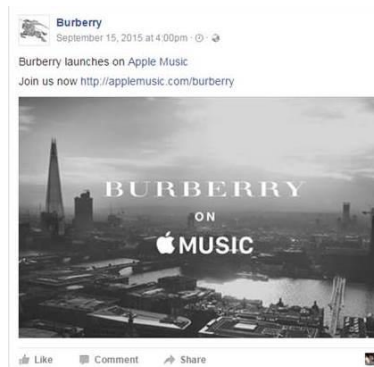 Burberry
September 15, 2015 at 4:00pm
Burberry launches on Apple Music
Join us now http://applemusic.com/burberry
BURBERRY
ON
MUSIC
Like Comment Share